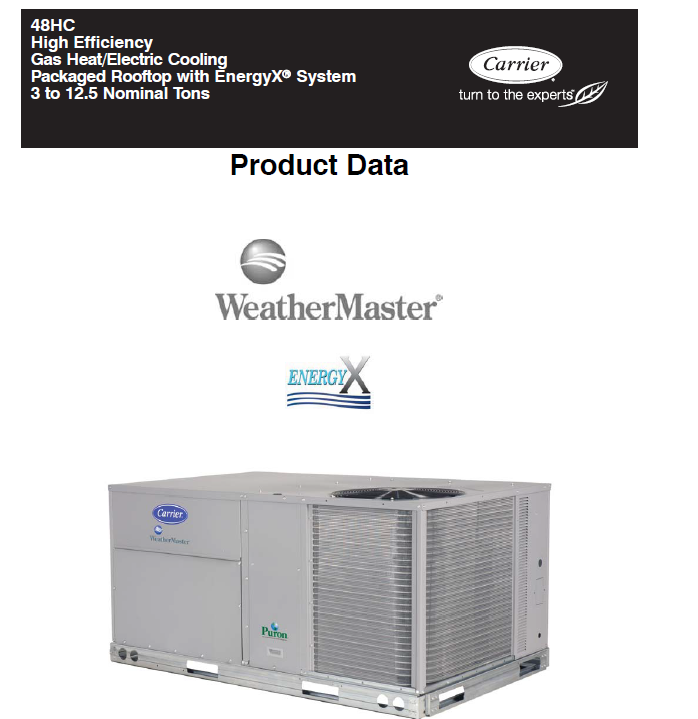 48HC
High Efficiency
Gas Heat/Electric Cooling
Packaged Rooftop with EnergyX® System
3 to 12.5 Nominal Tons
Carrier
turn to the experts
Product Data
WeatherMaster®
ENERGYX
Carrier
WeatherMaster
Puron